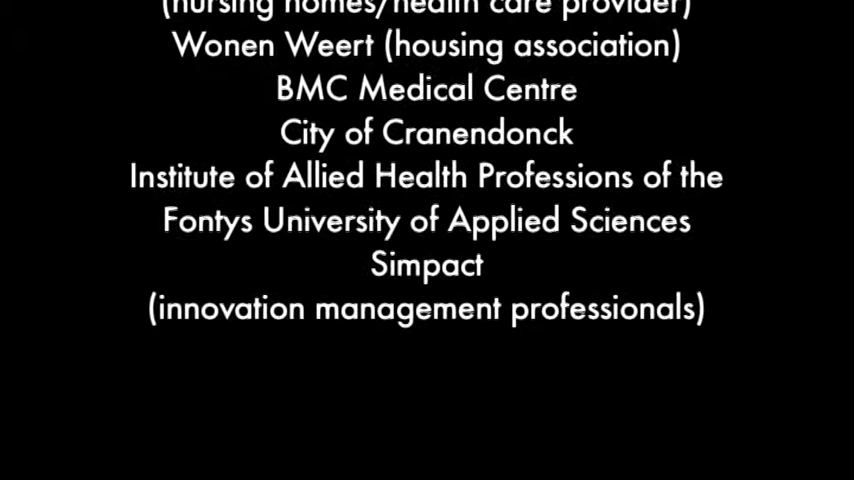 (nursing homes/health care provider)
Wonen Weert (housing association)
BMC Medical Centre
City of Cranendonck
Institute of Allied Health Professions of the
Fontys University of Applied Sciences
Simpact
(innovation management professionals)